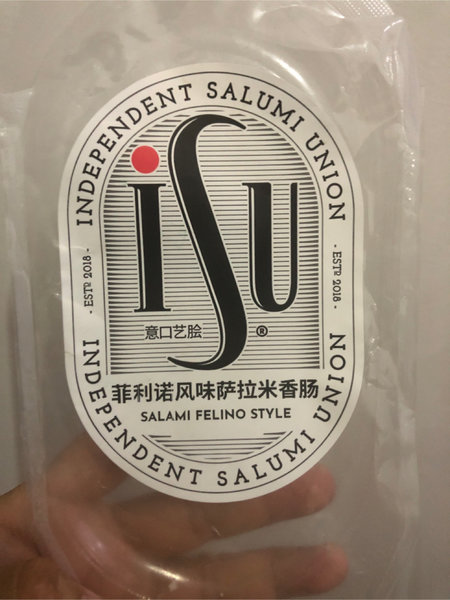 INDEPENDENT SALUMI UNION
iSU
- ESTD 2018 -
- ESTD 2018 -
意口艺脍
®
菲利诺风味萨拉米香肠
SALAMI FELINO STYLE
INDEPENDENT SALUMI UNION